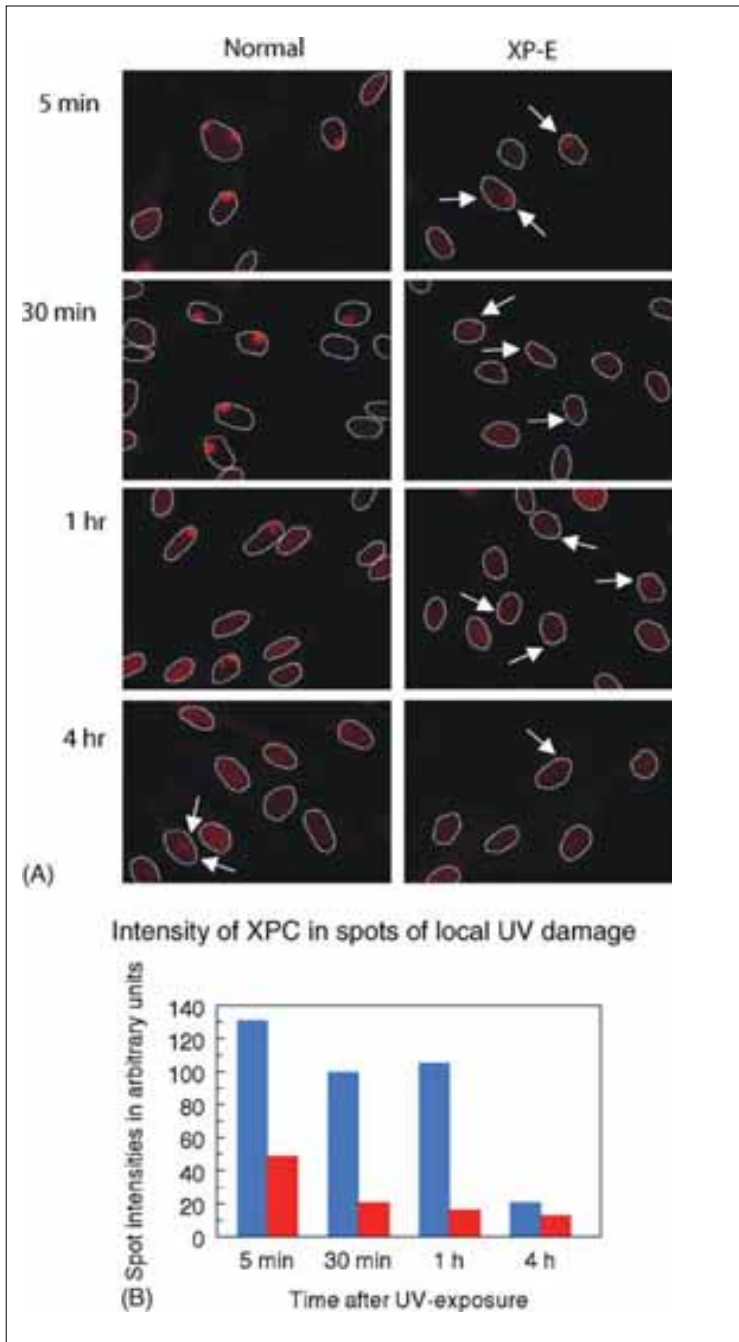 Normal XP-E
5 min
30 min
1 hr
4 hr
(A)
Intensity of XPC in spots of local UV damage
Spot intensities in arbitrary units
140
120
100
80
60
40
20
0
5 min 30 min 1 h 4 h
(B) Time after UV-exposure